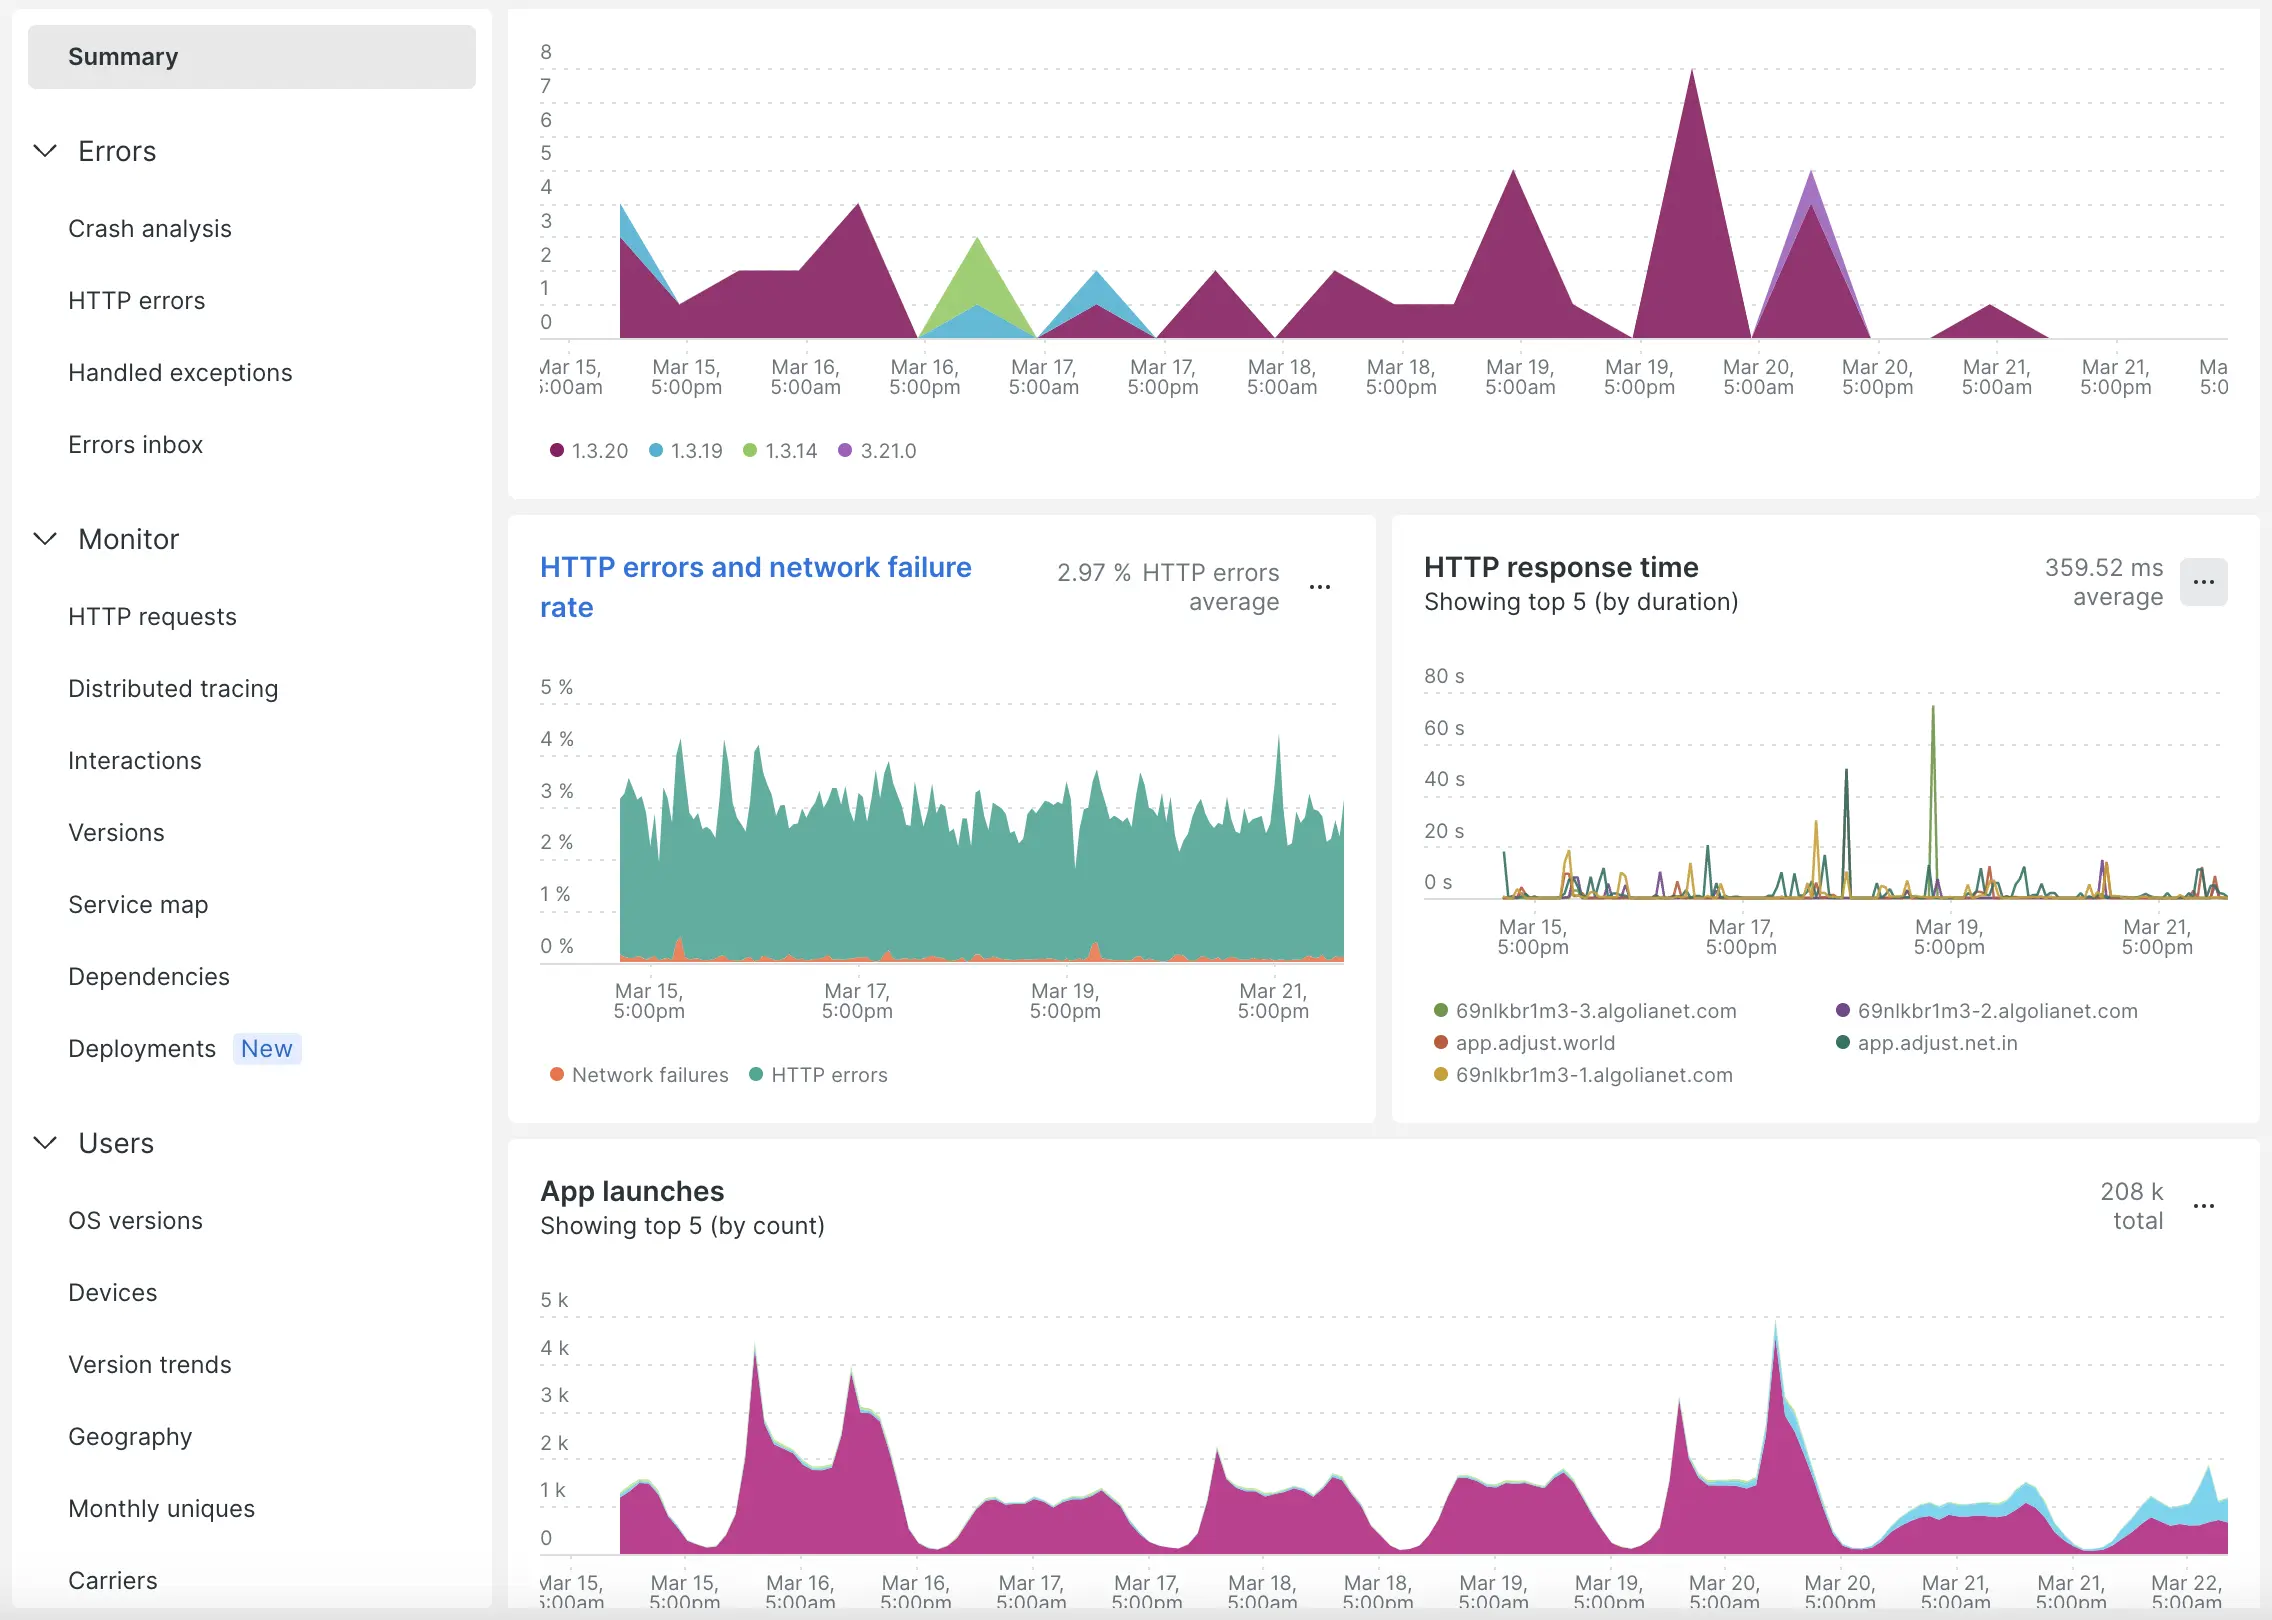 Summary
Errors
Crash analysis
HTTP errors
Handled exceptions
Errors inbox
Monitor
HTTP requests
Distributed tracing
Interactions
Versions
Service map
Dependencies
Deployments New
Users
OS versions
Devices
Version trends
Geography
Monthly uniques
Carriers
8
7
6
5
4
3
2
1
0
Mar 15, Mar 15, Mar 16, Mar 16, Mar 17, Mar 17, Mar 18, Mar 18, Mar 19, Mar 19, Mar 20, Mar 20, Mar 21, Mar 21, Ma
5:00am 5:00pm 5:00am 5:00pm 5:00am 5:00pm 5:00am 5:00pm 5:00am 5:00pm 5:00am 5:00pm 5:00am 5:00pm 5:0
1.3.20 1.3.19 1.3.14 3.21.0
HTTP errors and network failure
rate
2.97 % HTTP errors
average
...
5 %
4 %
3 %
2 %
1 %
0 %
Mar 15, Mar 17, Mar 19, Mar 21,
5:00pm 5:00pm 5:00pm 5:00pm
Network failures HTTP errors
HTTP response time
Showing top 5 (by duration)
359.52 ms
average
...
80 s
60 s
40 s
20 s
0 s
Mar 15, Mar 17, Mar 19, Mar 21,
5:00pm 5:00pm 5:00pm 5:00pm
69nlkbr1m3-3.algolianet.com 69nlkbr1m3-2.algolianet.com
app.adjust.world app.adjust.net.in
69nlkbr1m3-1.algolianet.com
App launches
Showing top 5 (by count)
208 k
total
...
5 k
4 k
3 k
2 k
1 k
0
Mar 15, Mar 15, Mar 16, Mar 16, Mar 17, Mar 17, Mar 18, Mar 18, Mar 19, Mar 19, Mar 20, Mar 20, Mar 21, Mar 21, Mar 22,
5:00am 5:00pm 5:00am 5:00pm 5:00am 5:00pm 5:00am 5:00pm 5:00am 5:00pm 5:00am 5:00pm 5:00am 5:00pm 5:00am